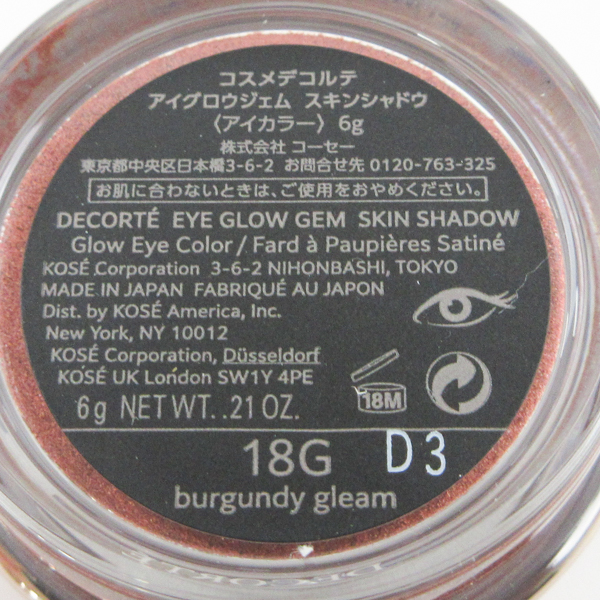 コスメデコルテ
アイグロウジェム スキンシャドウ
〈アイカラー〉 6g
株式会社 コーセー
東京都中央区日本橋3-6-2 お問合せ先 0120-763-325
お肌に合わないときは、ご使用をおやめください。
DECORTÉ EYE GLOW GEM SKIN SHADOW
Glow Eye Color / Fard à Paupières Satiné
KOSÉ Corporation 3-6-2 NIHONBASHI, TOKYO
MADE IN JAPAN FABRIQUÉ AU JAPON
Dist. by KOSÉ America, Inc.
New York, NY 10012
KOSÉ Corporation, Düsseldorf
KOSÉ UK London SW1Y 4PE
18M
6g NET WT. .21 OZ.
18G D3
burgundy gleam
DECORTÉ